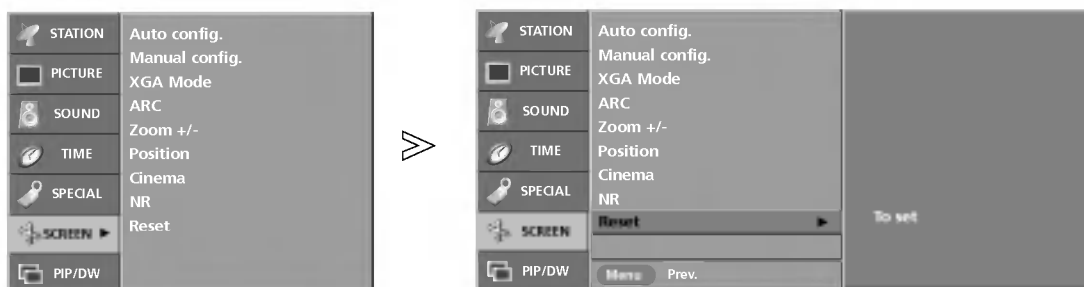 STATION
PICTURE
SOUND
TIME
SPECIAL
SCREEN
PIP/DW
Auto config.
Manual config.
XGA Mode
ARC
Zoom +/-
Position
Cinema
NR
Reset
STATION
PICTURE
SOUND
TIME
SPECIAL
SCREEN
PIP/DW
Auto config.
Manual config.
XGA Mode
ARC
Zoom +/-
Position
Cinema
NR
Reset
Menu Prev.
To set